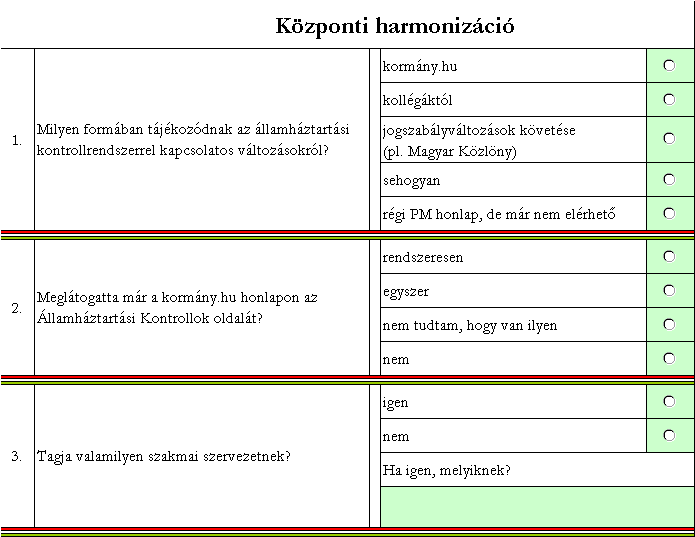 Központi harmonizáció
1. Milyen formában tájékozódnak az államháztartási
kontrollrendszerrel kapcsolatos változásokról?
kormány.hu
kollégáktól
jogszabályváltozások követése
(pl. Magyar Közlöny)
sehogyan
régi PM honlap, de már nem elérhető
2. Meglátogatta már a kormány.hu honlapon az
Államháztartási Kontrollok oldalát?
rendszeresen
egyszer
nem tudtam, hogy van ilyen
nem
3. Tagja valamilyen szakmai szervezetnek?
igen
nem
Ha igen, melyiknek?